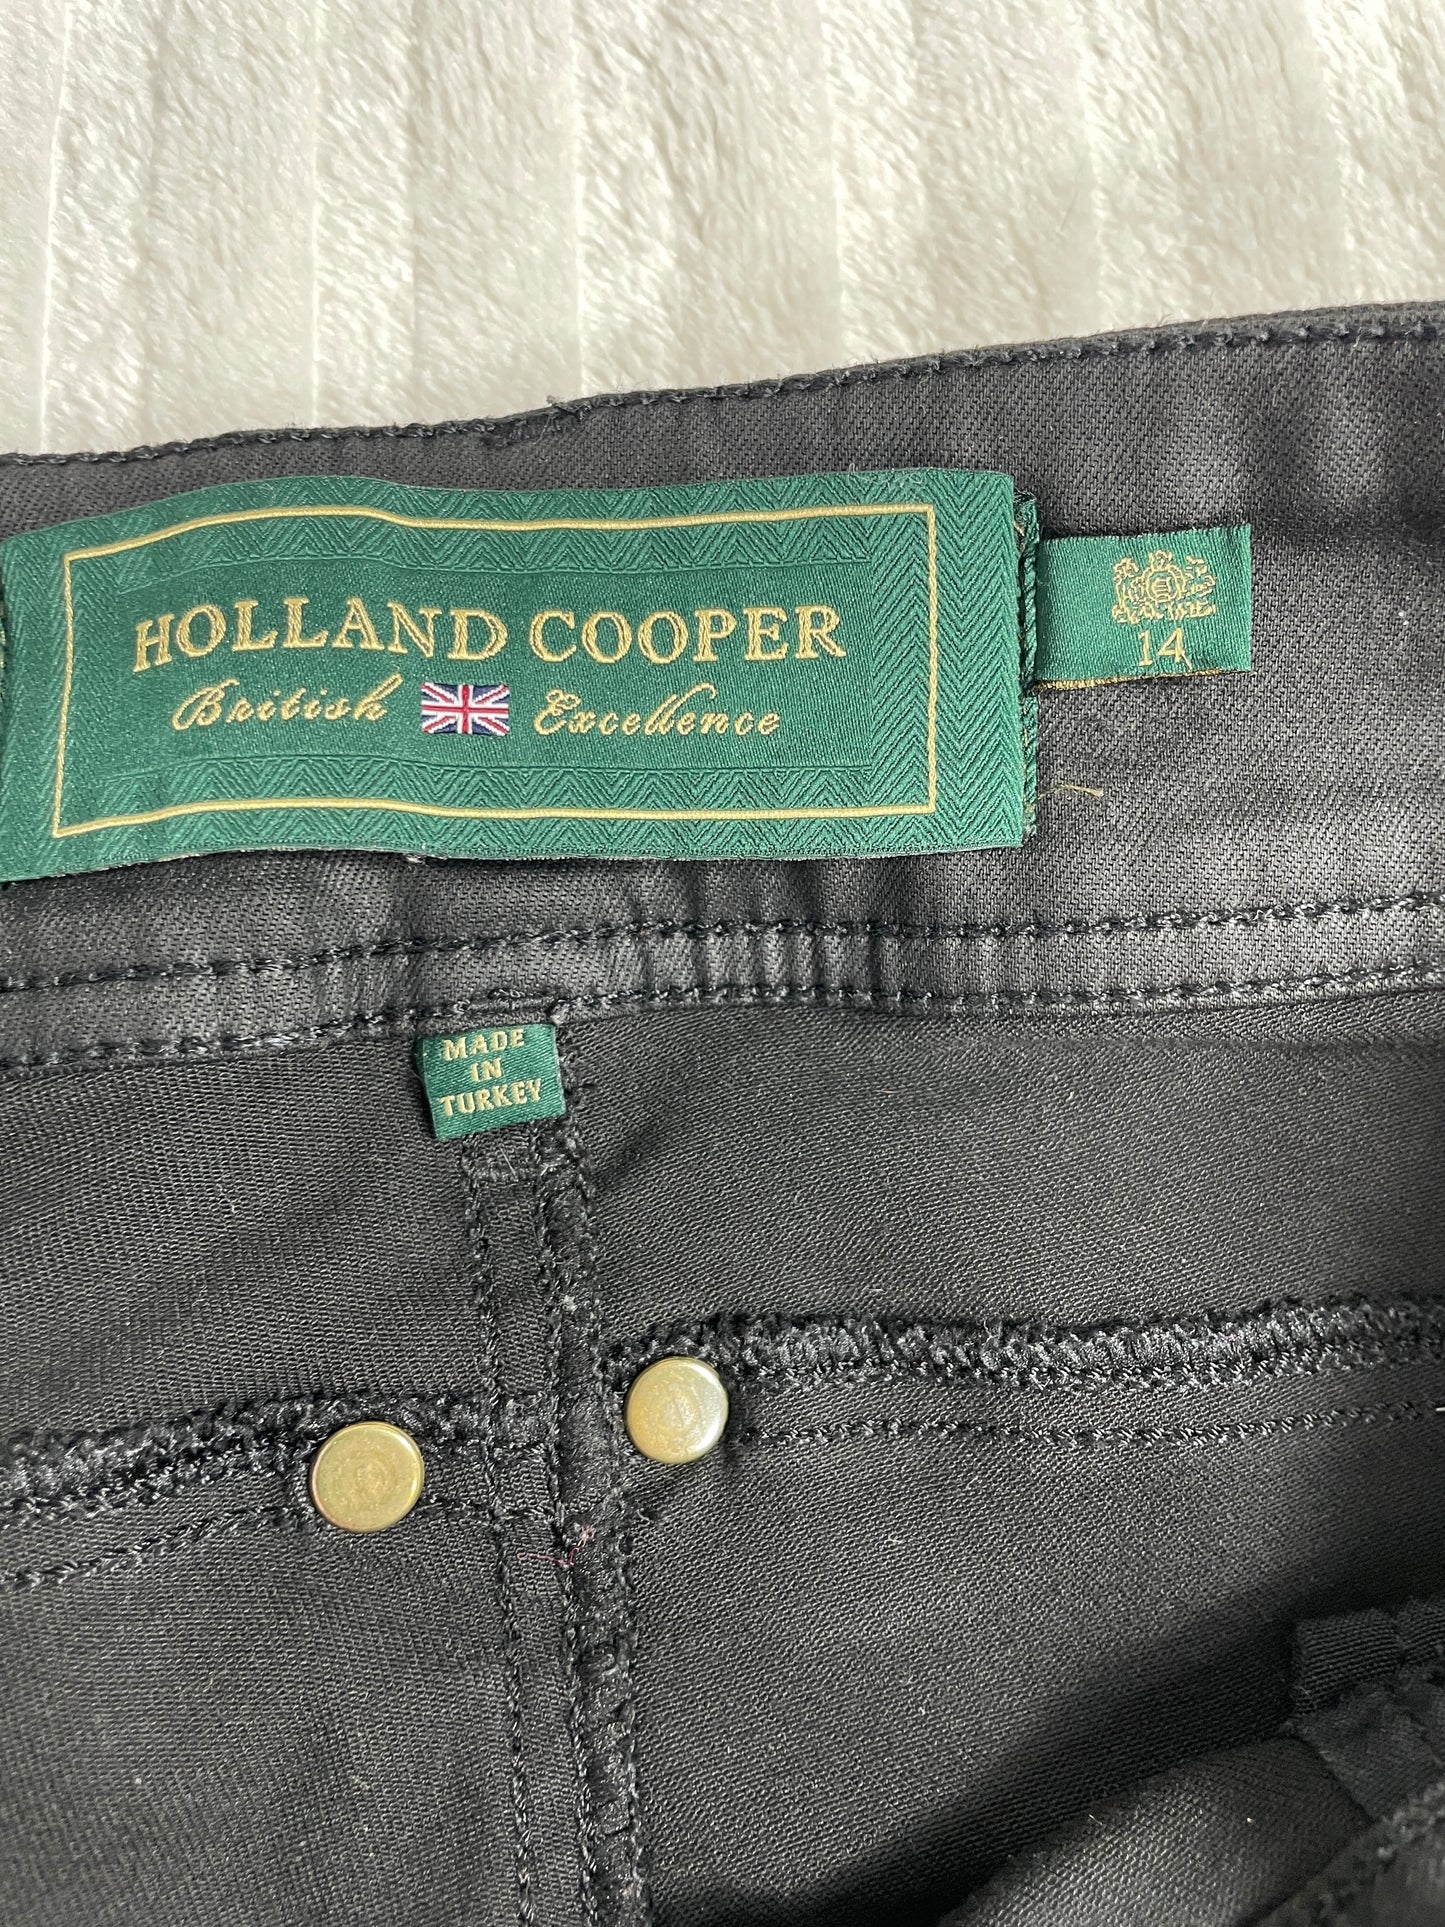 HOLLAND COOPER
British Excellence
14
MADE
IN
TURKEY